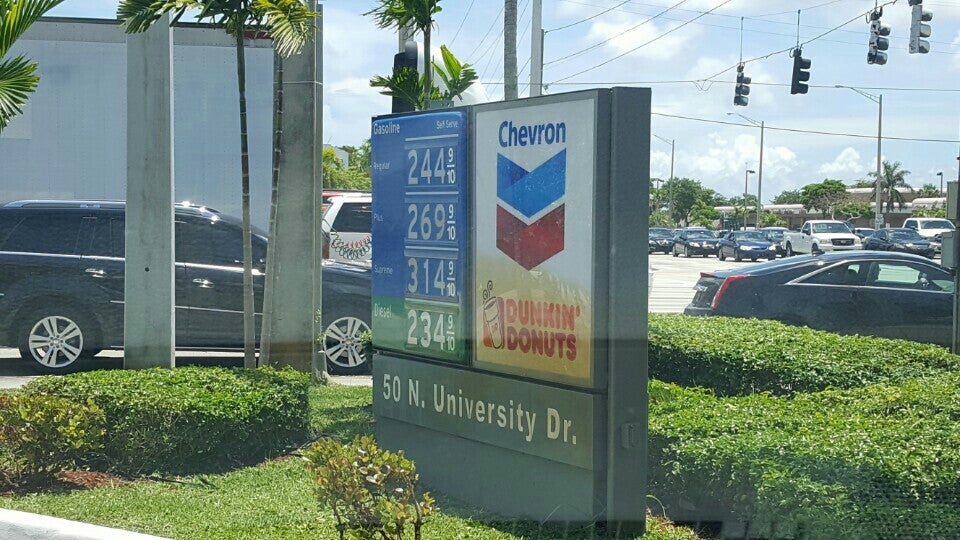 Gasoline Self Serve
Regular 244 9/10
Plus 269 9/10
Supreme 314 9/10
Diesel 234 9/10
Chevron
DUNKIN'
DONUTS
50 N. University Dr.